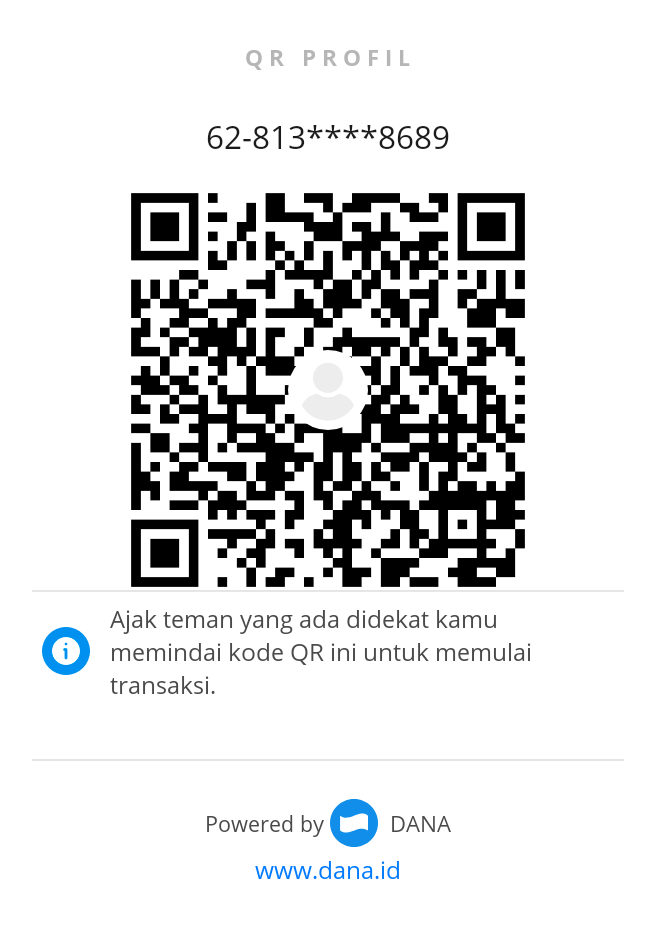 QR PROFIL
62-813****8689
Ajak teman yang ada didekat kamu
memindai kode QR ini untuk memulai
transaksi.
Powered by DANA
www.dana.id